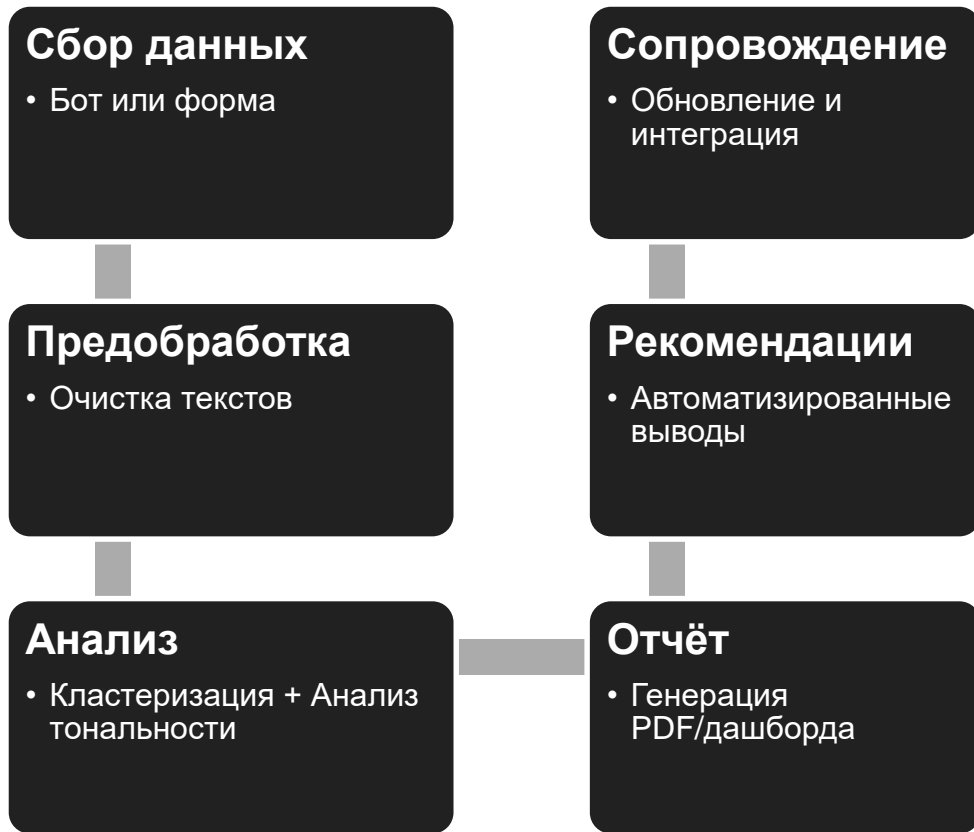 Сбор данных
• Бот или форма
Предобработка
• Очистка текстов
Анализ
• Кластеризация + Анализ
тональности
Отчёт
• Генерация
PDF/дашборда
Рекомендации
• Автоматизированные
выводы
Сопровождение
• Обновление и
интеграция